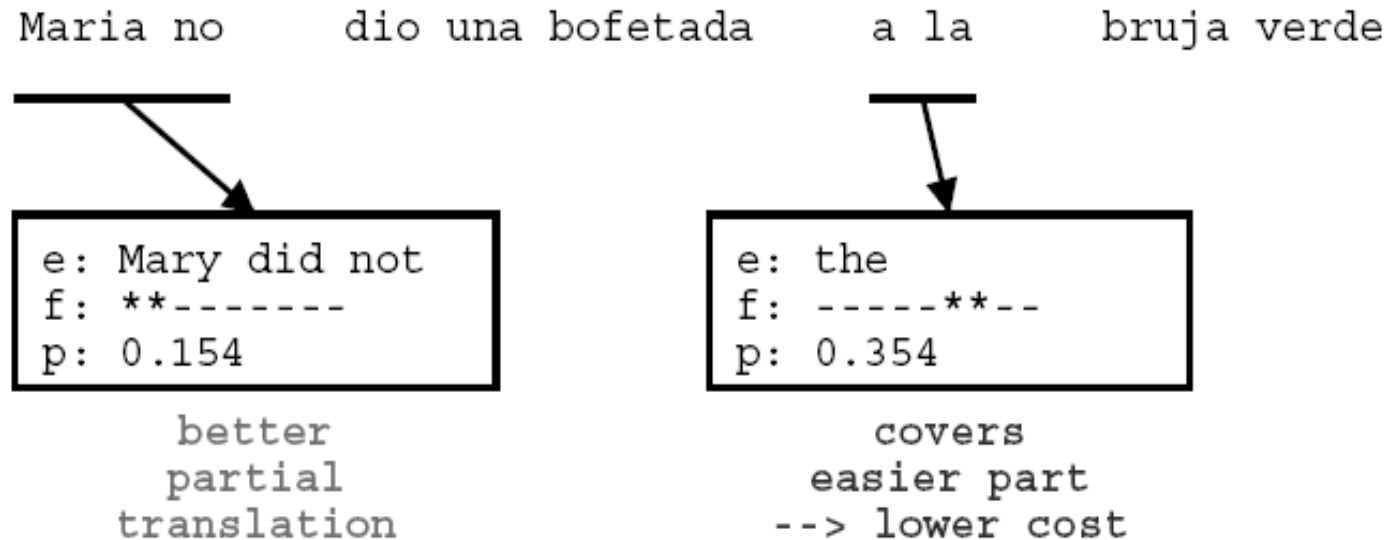 Maria no dio una bofetada a la bruja verde
e: Mary did not
f: **-------
p: 0.154
better
partial
translation
e: the
f: -----**--
p: 0.354
covers
easier part
--> lower cost